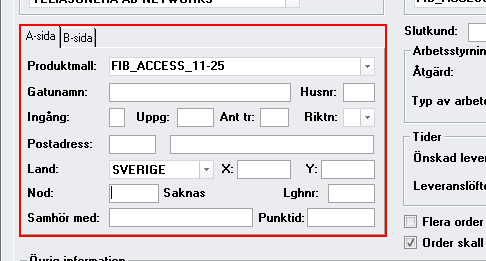 TELIASONERA AB NETWORKS
A-sida B-sida
Slutkund:
Arbetsstyrnin
Produktmall: FIB_ACCESS_11-25
Åtgärd:
Gatunamn: Husnr:
Typ av arbete
Ingång: Uppg: Ant tr: Riktn:
Tider
Postadress:
Önskad lever
Land: SVERIGE X: Y:
Leveranslöfte
Nod: Saknas Lghnr:
Samhör med: Punktid:
Flera order
Order skall
Övrig information